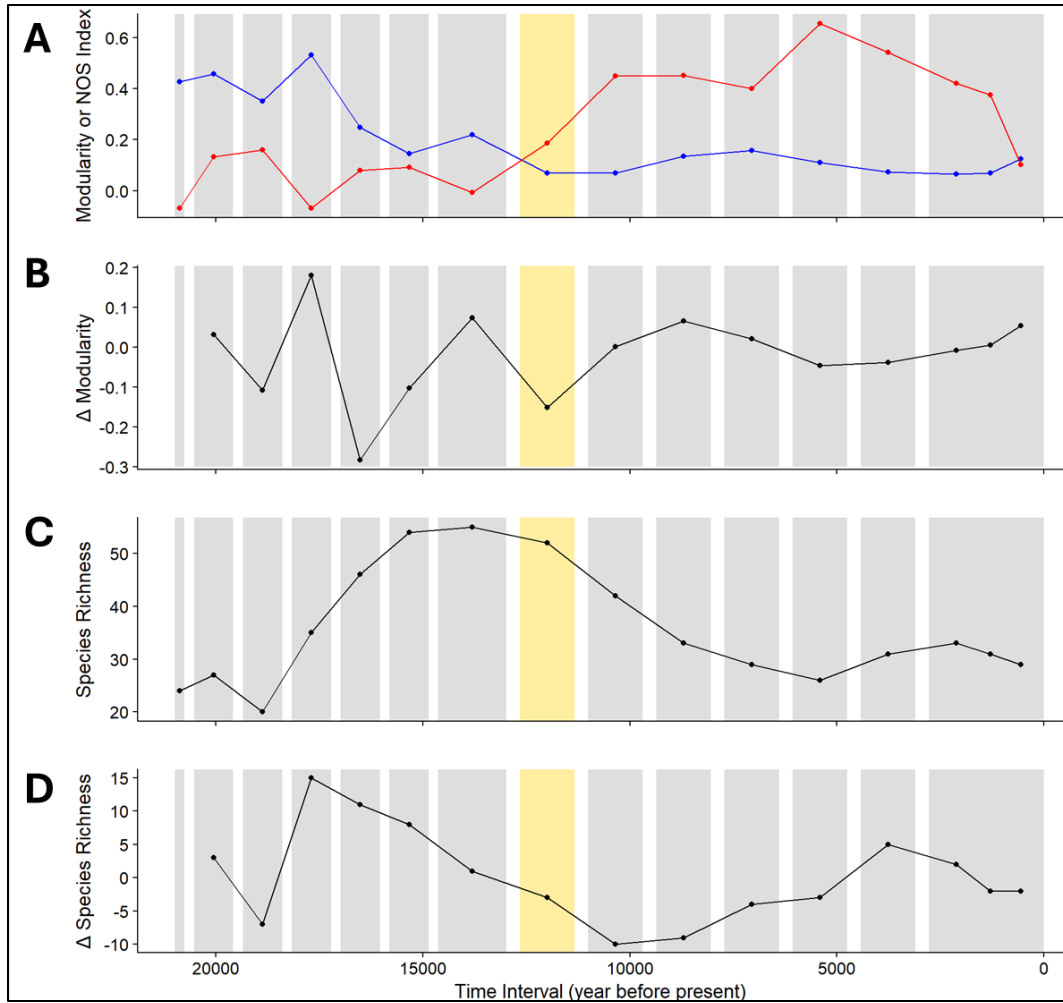 A
Modularity or NOS Index
0.6
0.4
0.2
0.0
B
Δ Modularity
0.2
0.1
0.0
-0.1
-0.2
-0.3
C
Species Richness
50
40
30
20
D
Δ Species Richness
15
10
5
0
-5
-10
20000 15000 10000 5000 0
Time Interval (year before present)